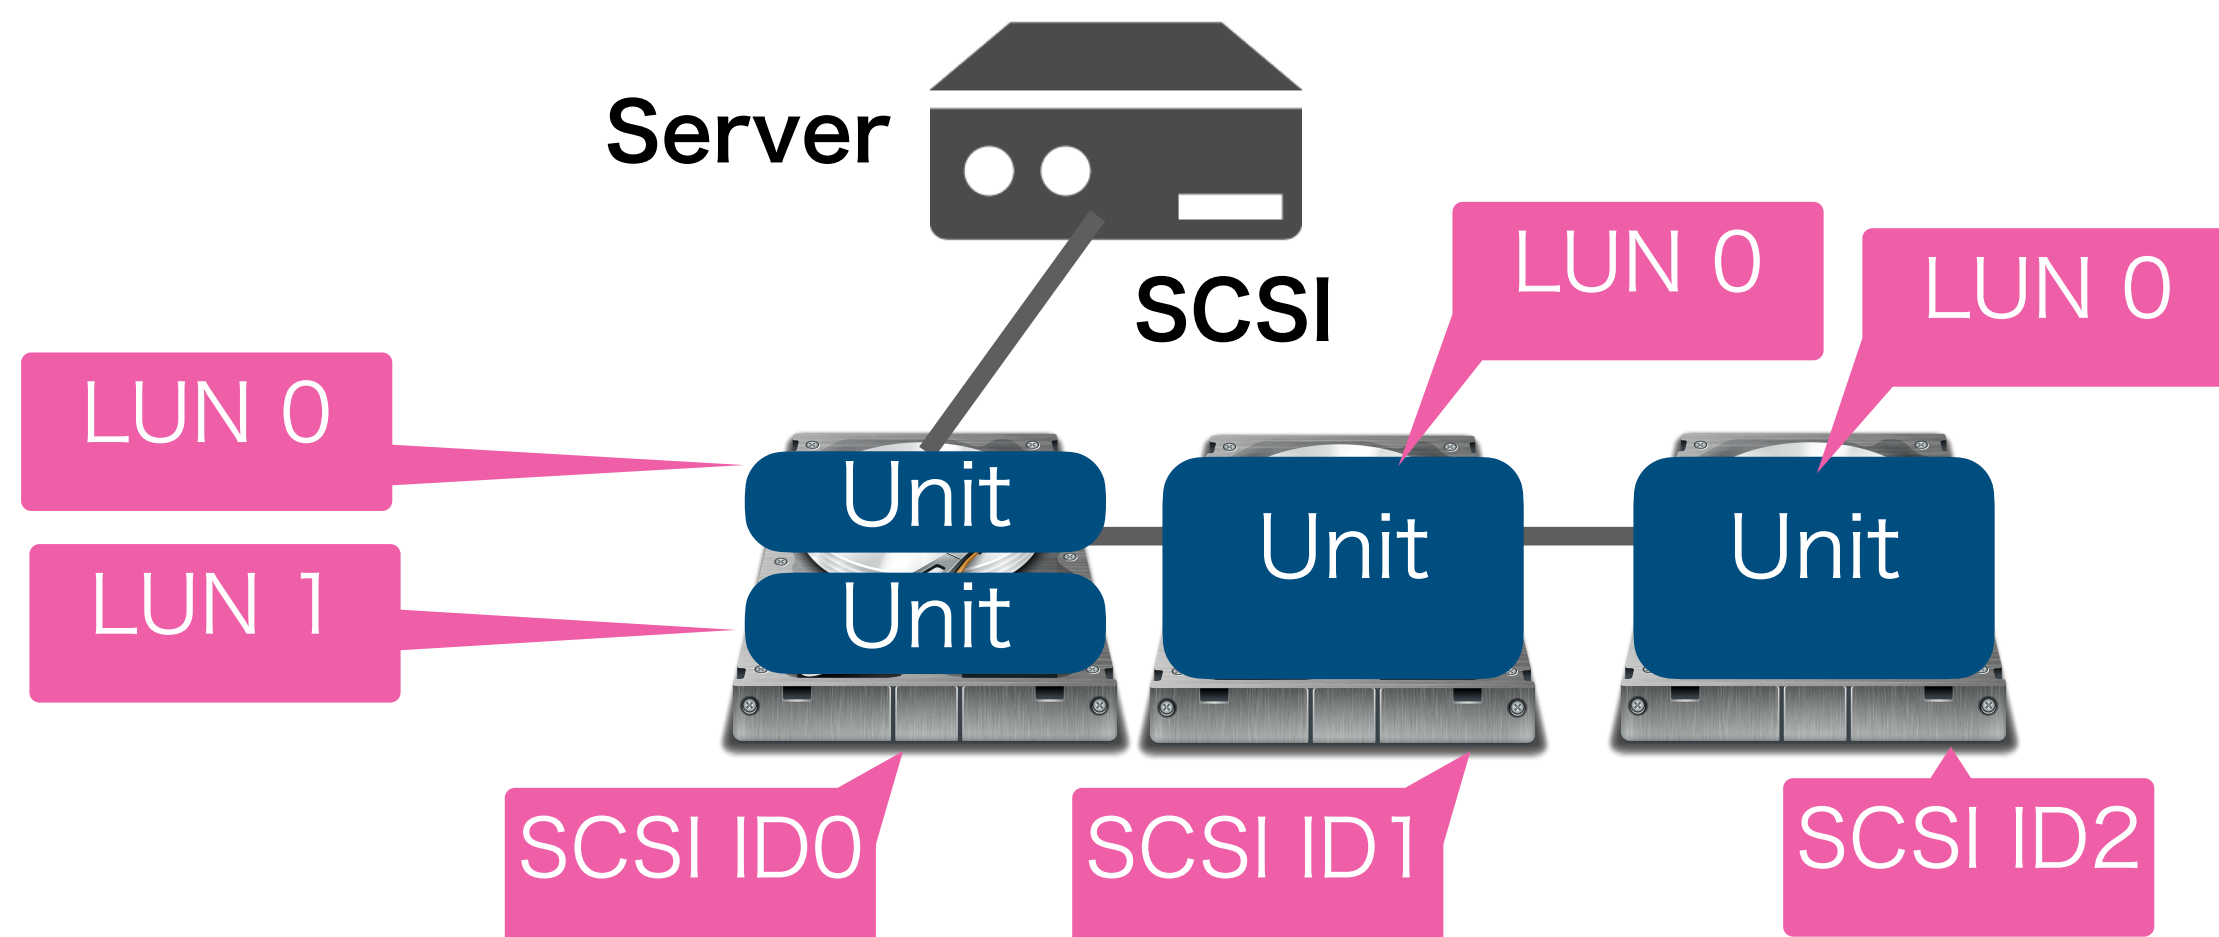 Server
SCSI
LUN 0
LUN 0
LUN 0
LUN 1
Unit
Unit
Unit
Unit
SCSI ID0
SCSI ID1
SCSI ID2